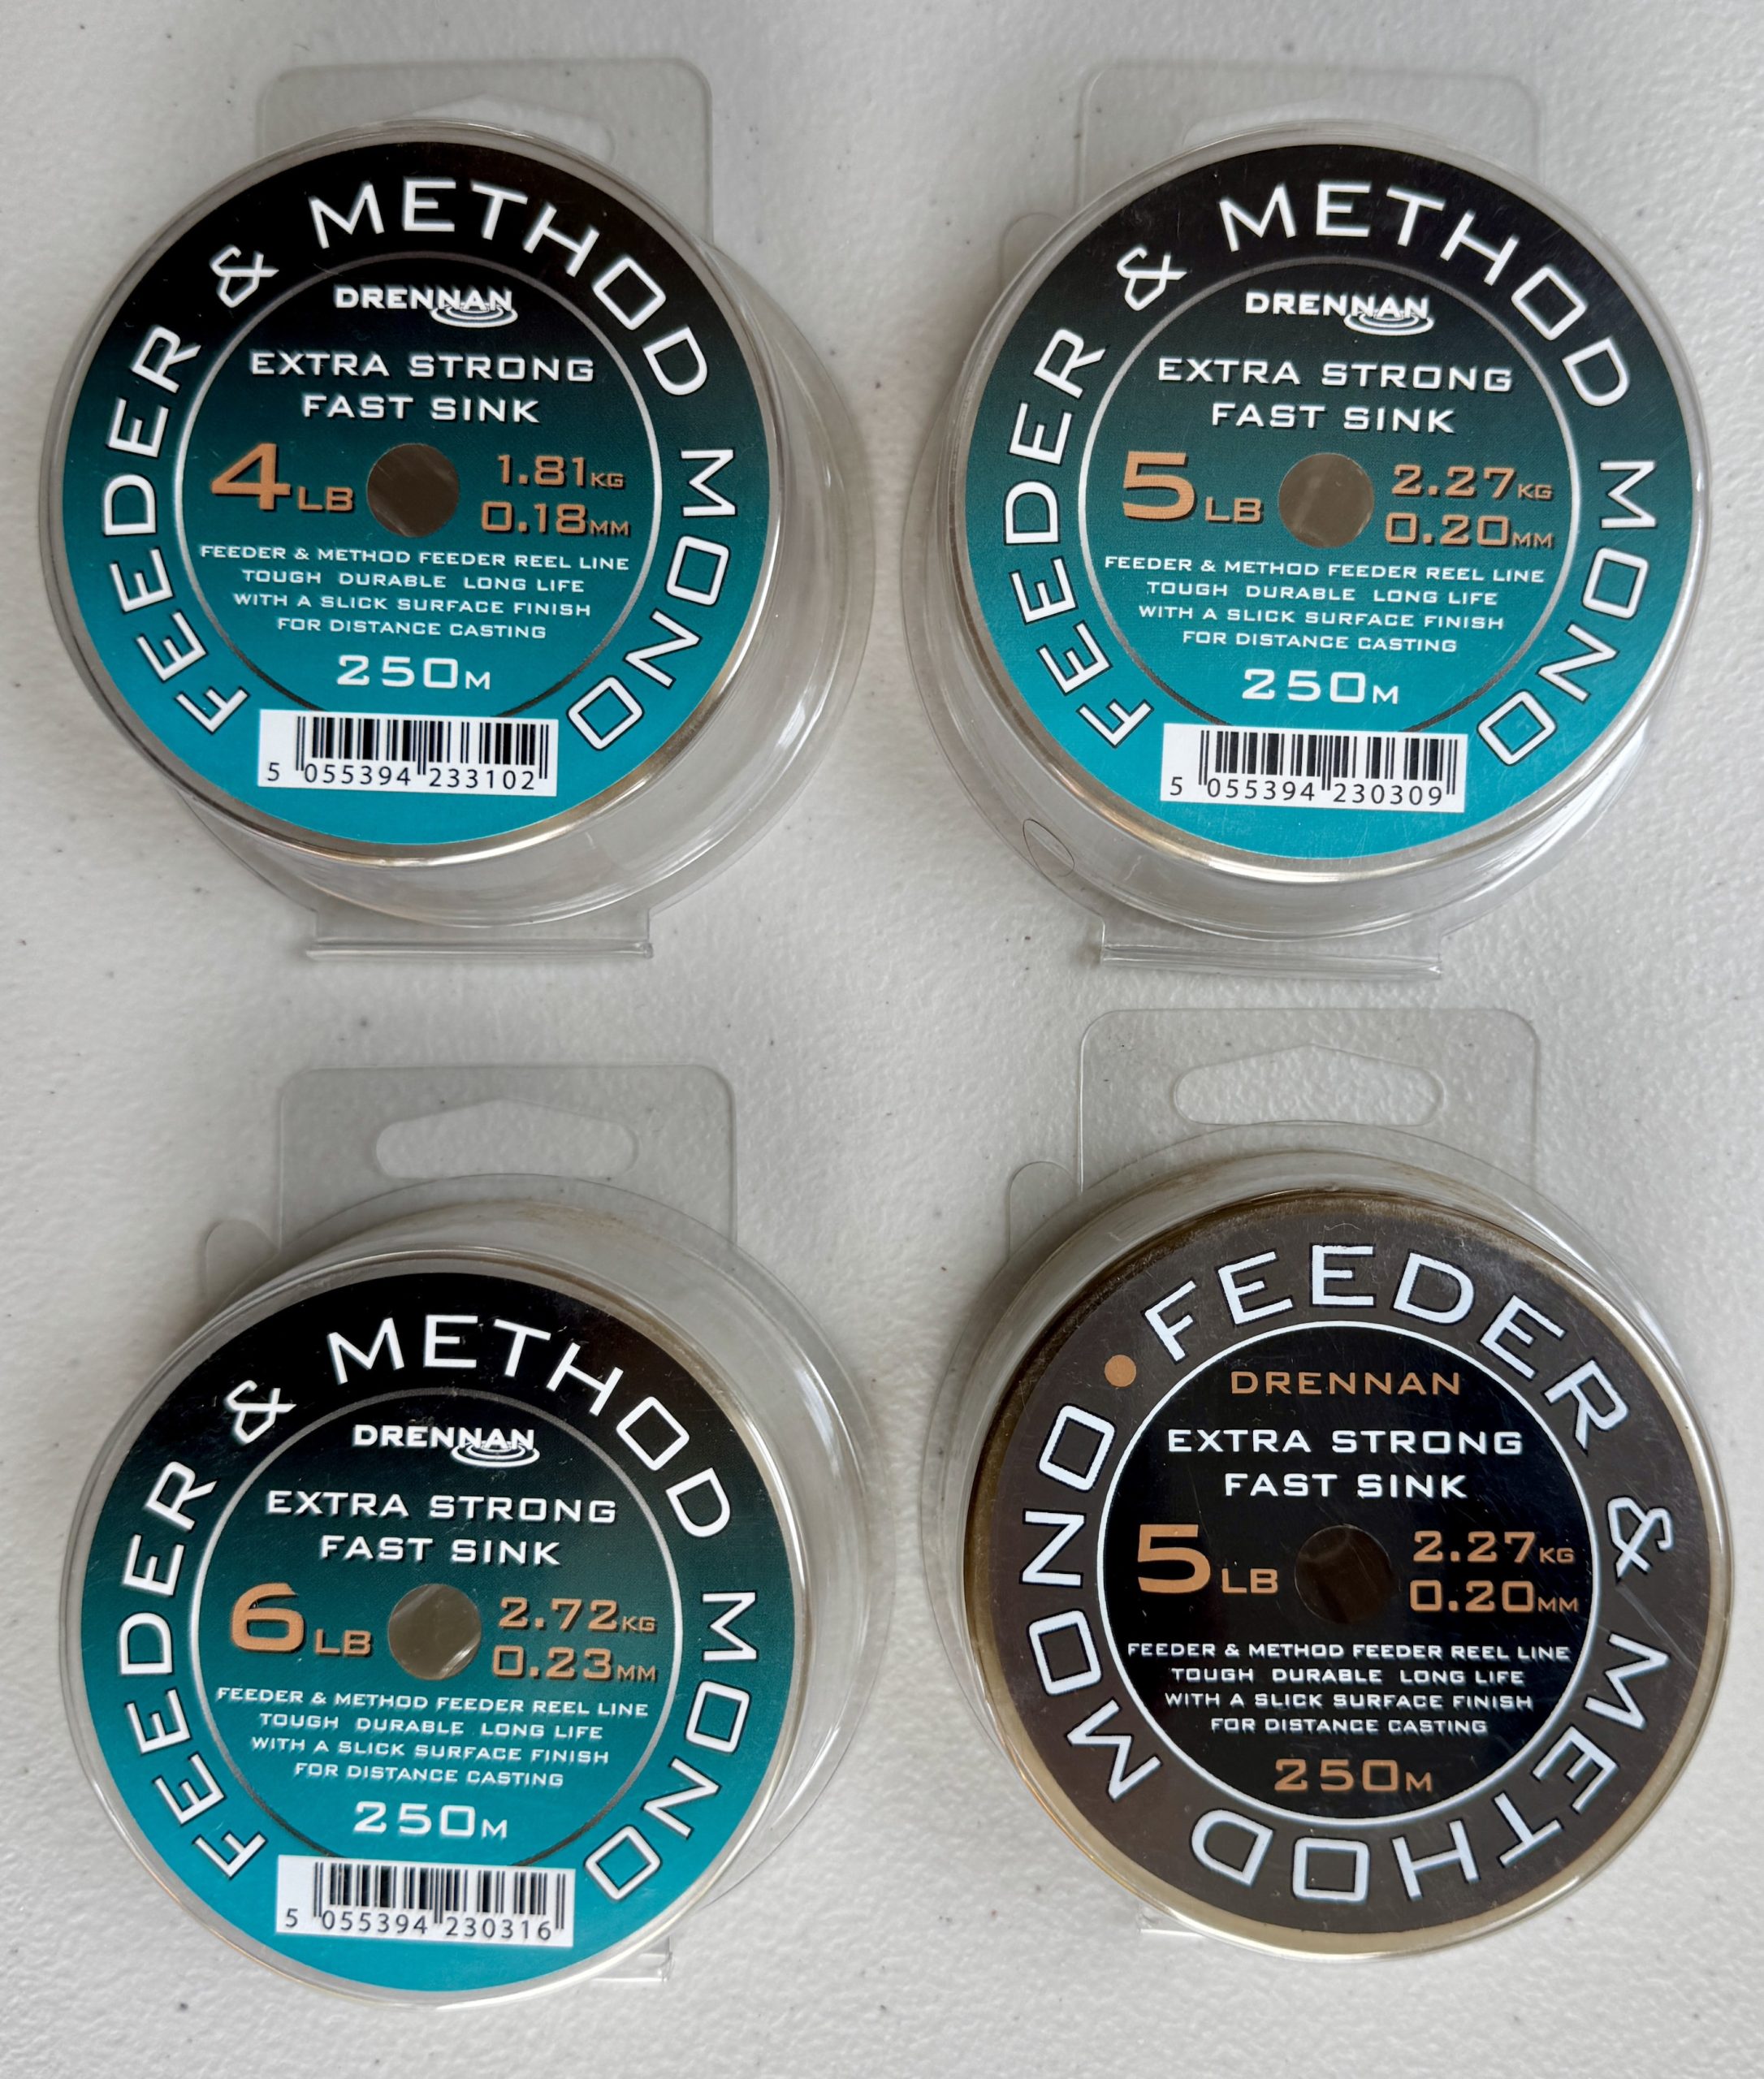 FEEDER & METHOD MONO
DRENNAN
EXTRA STRONG
FAST SINK
4LB
1.81KG
0.18MM
FEEDER & METHOD FEEDER REEL LINE
TOUGH DURABLE LONG LIFE
WITH A SLICK SURFACE FINISH
FOR DISTANCE CASTING
250M
5 055394 233102
FEEDER & METHOD MONO
DRENNAN
EXTRA STRONG
FAST SINK
5LB
2.27KG
0.20MM
FEEDER & METHOD FEEDER REEL LINE
TOUGH DURABLE LONG LIFE
WITH A SLICK SURFACE FINISH
FOR DISTANCE CASTING
250M
5 055394 230309
FEEDER & METHOD MONO
DRENNAN
EXTRA STRONG
FAST SINK
6LB
2.72KG
0.23MM
FEEDER & METHOD FEEDER REEL LINE
TOUGH DURABLE LONG LIFE
WITH A SLICK SURFACE FINISH
FOR DISTANCE CASTING
250M
5 055394 230316
FEEDER & METHOD MONO
DRENNAN
EXTRA STRONG
FAST SINK
5LB
2.27KG
0.20MM
FEEDER & METHOD FEEDER REEL LINE
TOUGH DURABLE LONG LIFE
WITH A SLICK SURFACE FINISH
FOR DISTANCE CASTING
250M